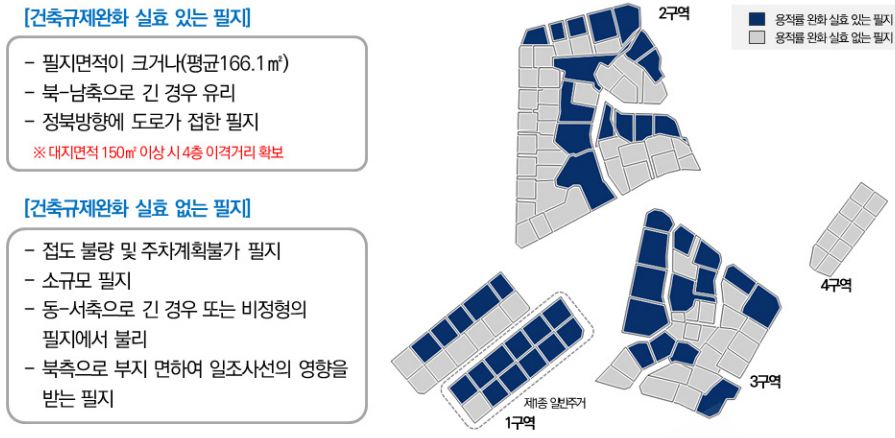 [건축규제완화 실효 있는 필지]
- 필지면적이 크거나(평균166.1㎡)
- 북-남축으로 긴 경우 유리
- 정북방향에 도로가 접한 필지
※ 대지면적 150㎡ 이상 시 4층 이격거리 확보
[건축규제완화 실효 없는 필지]
- 접도 불량 및 주차계획불가 필지
- 소규모 필지
- 동-서축으로 긴 경우 또는 비정형의
필지에서 불리
- 북측으로 부지 면하여 일조사선의 영향을
받는 필지
2구역
용적률 완화 실효 있는 필지
용적률 완화 실효 없는 필지
4구역
3구역
제1종 일반주거
1구역